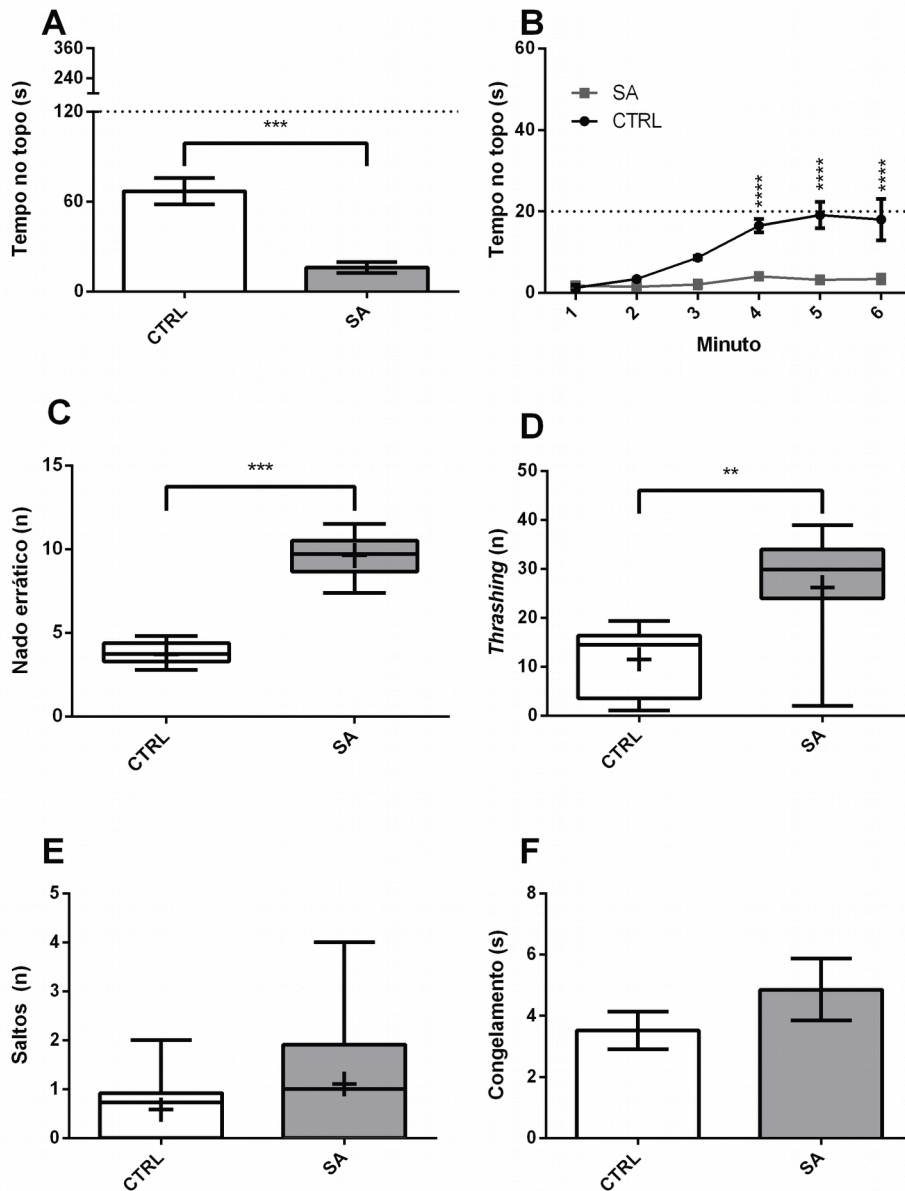 A
Tempo no topo (s)
360
240
120
60
0
***
CTRL
SA
B
Tempo no topo (s)
60
40
20
0
SA
CTRL
****
****
****
1
2
3
4
5
6
Minuto
C
Nado errático (n)
15
10
5
0
***
CTRL
SA
D
Thrashing (n)
50
40
30
20
10
0
**
CTRL
SA
E
Saltos (n)
5
4
3
2
1
0
CTRL
SA
F
Congelamento (s)
8
6
4
2
0
CTRL
SA